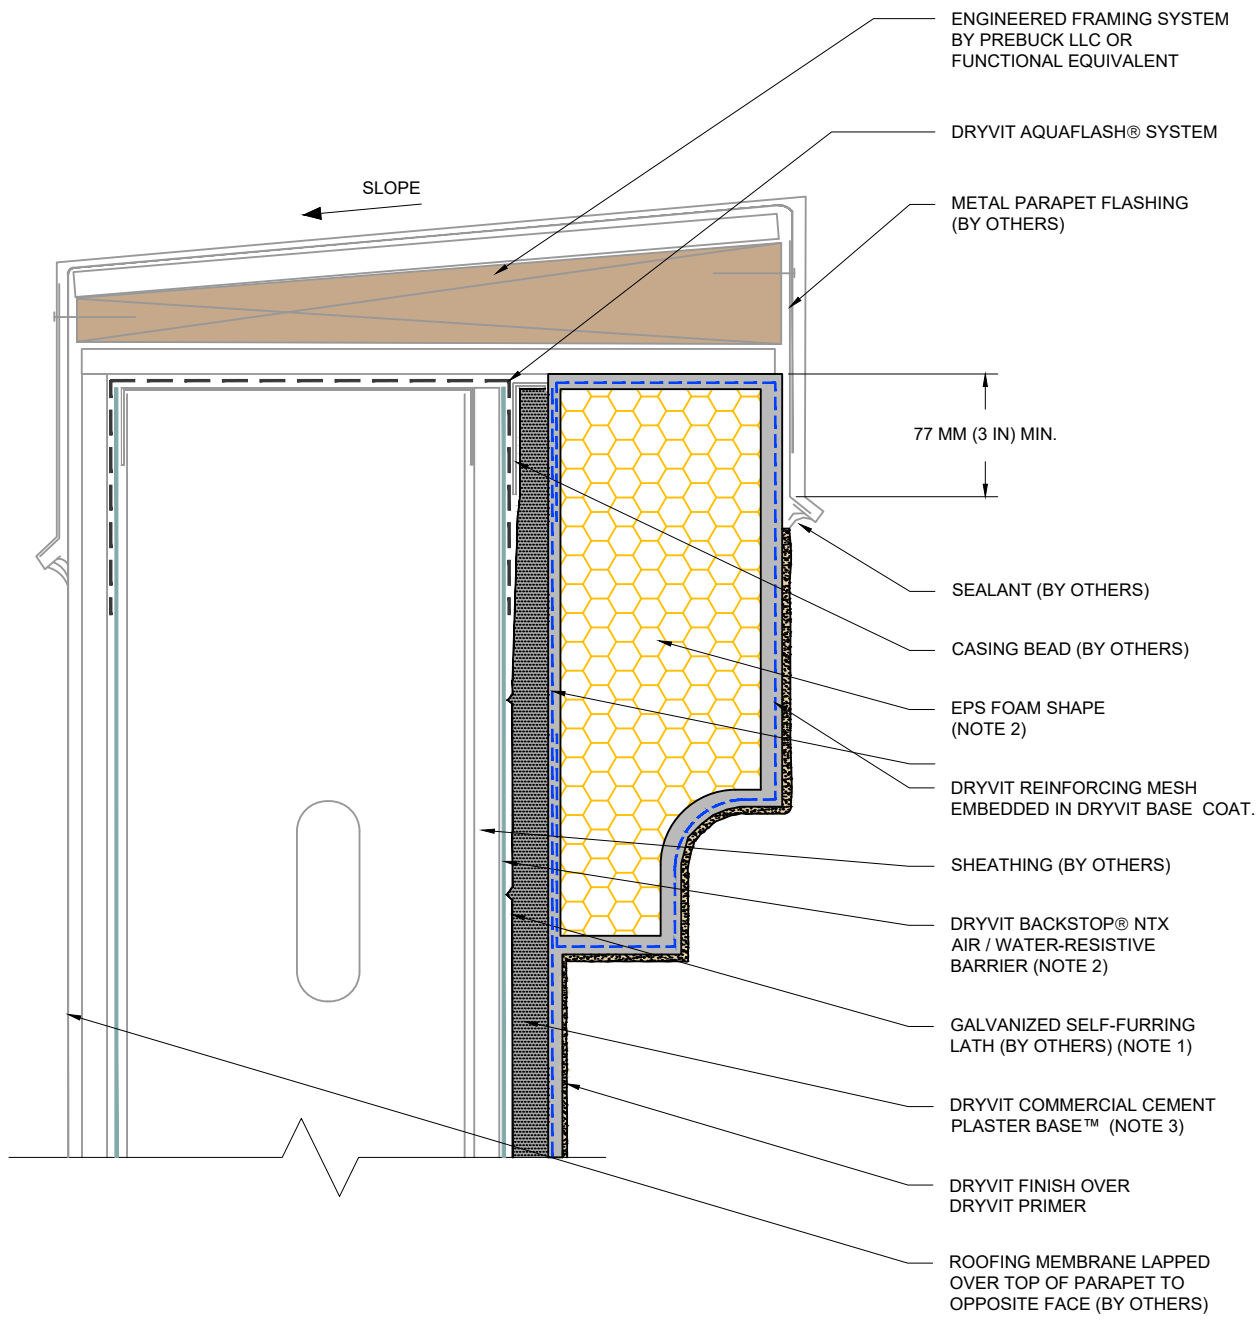 ENGINEERED FRAMING SYSTEM
BY PREBUCK LLC OR
FUNCTIONAL EQUIVALENT
DRYVIT AQUAFLASH® SYSTEM
SLOPE
METAL PARAPET FLASHING
(BY OTHERS)
77 MM (3 IN) MIN.
SEALANT (BY OTHERS)
CASING BEAD (BY OTHERS)
EPS FOAM SHAPE
(NOTE 2)
DRYVIT REINFORCING MESH
EMBEDDED IN DRYVIT BASE COAT.
SHEATHING (BY OTHERS)
DRYVIT BACKSTOP® NTX
AIR / WATER-RESISTIVE
BARRIER (NOTE 2)
GALVANIZED SELF-FURRING
LATH (BY OTHERS) (NOTE 1)
DRYVIT COMMERCIAL CEMENT
PLASTER BASE™ (NOTE 3)
DRYVIT FINISH OVER
DRYVIT PRIMER
ROOFING MEMBRANE LAPPED
OVER TOP OF PARAPET TO
OPPOSITE FACE (BY OTHERS)